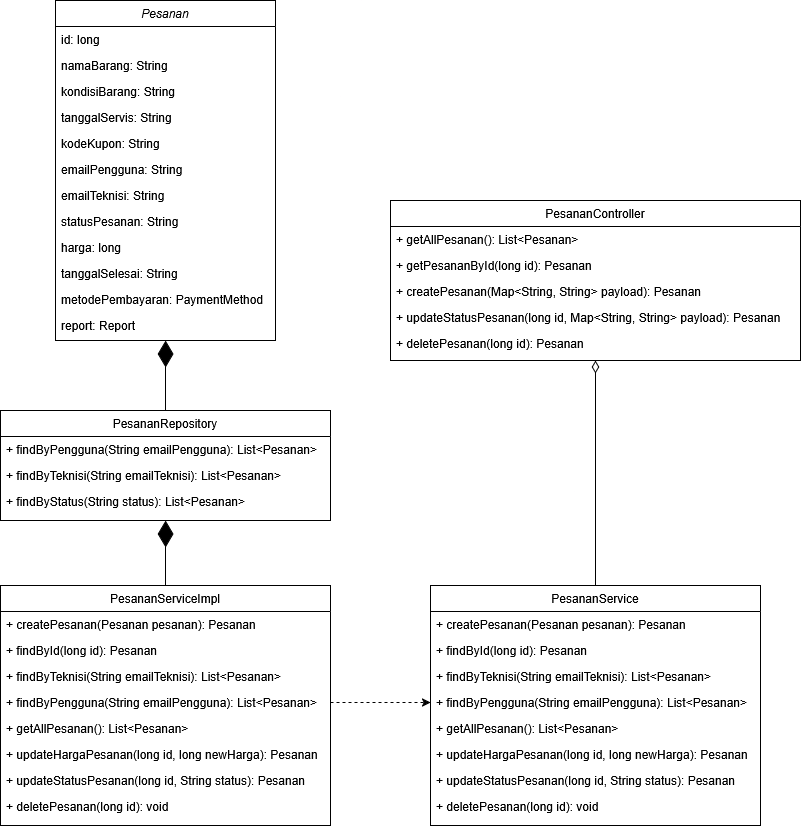 Pesanan
id: long
namaBarang: String
kondisiBarang: String
tanggalServis: String
kodeKupon: String
emailPengguna: String
emailTeknisi: String
statusPesanan: String
harga: long
tanggalSelesai: String
metodePembayaran: PaymentMethod
report: Report
PesananController
+ getAllPesanan(): List<Pesanan>
+ getPesananById(long id): Pesanan
+ createPesanan(Map<String, String> payload): Pesanan
+ updateStatusPesanan(long id, Map<String, String> payload): Pesanan
+ deletePesanan(long id): Pesanan
PesananRepository
+ findByPengguna(String emailPengguna): List<Pesanan>
+ findByTeknisi(String emailTeknisi): List<Pesanan>
+ findByStatus(String status): List<Pesanan>
PesananServiceImpl
+ createPesanan(Pesanan pesanan): Pesanan
+ findById(long id): Pesanan
+ findByTeknisi(String emailTeknisi): List<Pesanan>
+ findByPengguna(String emailPengguna): List<Pesanan>
+ getAllPesanan(): List<Pesanan>
+ updateHargaPesanan(long id, long newHarga): Pesanan
+ updateStatusPesanan(long id, String status): Pesanan
+ deletePesanan(long id): void
PesananService
+ createPesanan(Pesanan pesanan): Pesanan
+ findById(long id): Pesanan
+ findByTeknisi(String emailTeknisi): List<Pesanan>
+ findByPengguna(String emailPengguna): List<Pesanan>
+ getAllPesanan(): List<Pesanan>
+ updateHargaPesanan(long id, long newHarga): Pesanan
+ updateStatusPesanan(long id, String status): Pesanan
+ deletePesanan(long id): void